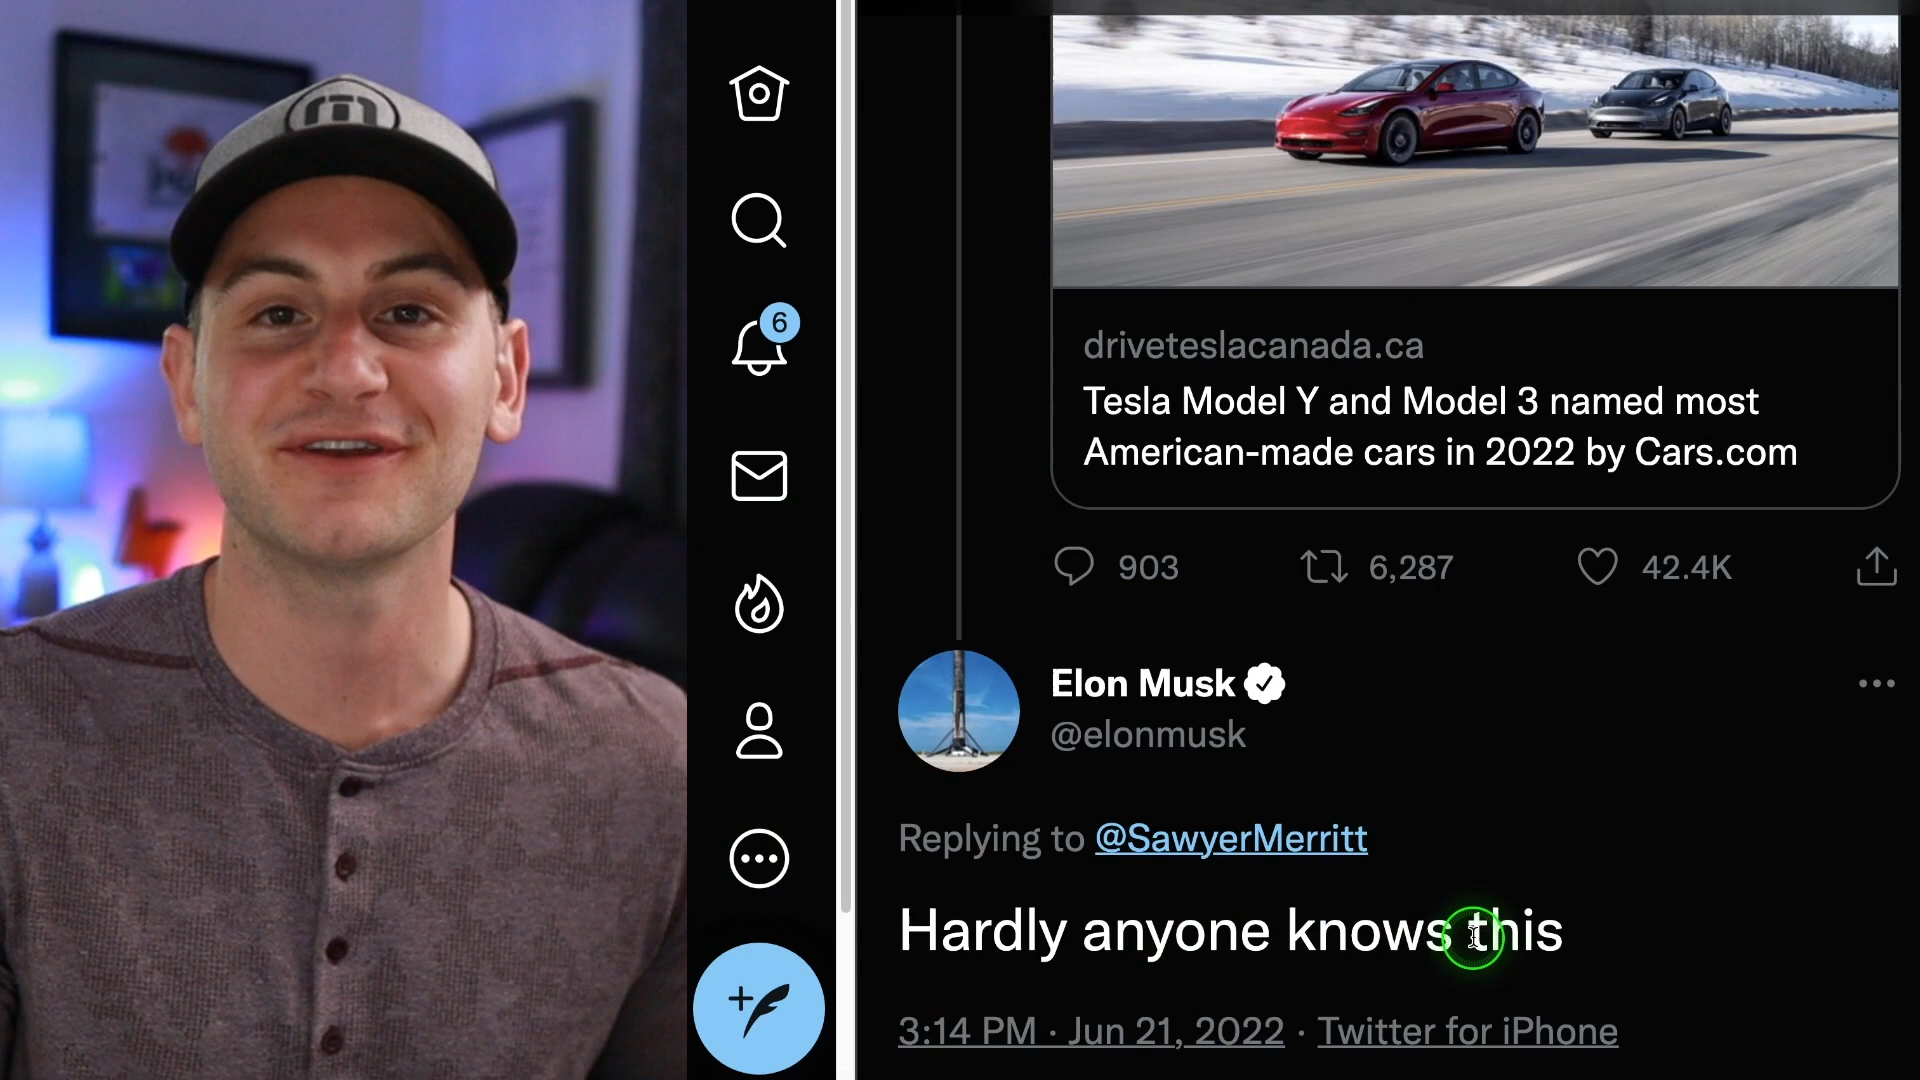 6
driveteslacanada.ca
Tesla Model Y and Model 3 named most
American-made cars in 2022 by Cars.com
903 6,287 42.4K
Elon Musk
@elonmusk
Replying to @SawyerMerritt
Hardly anyone knows this
3:14 PM · Jun 21, 2022 · Twitter for iPhone